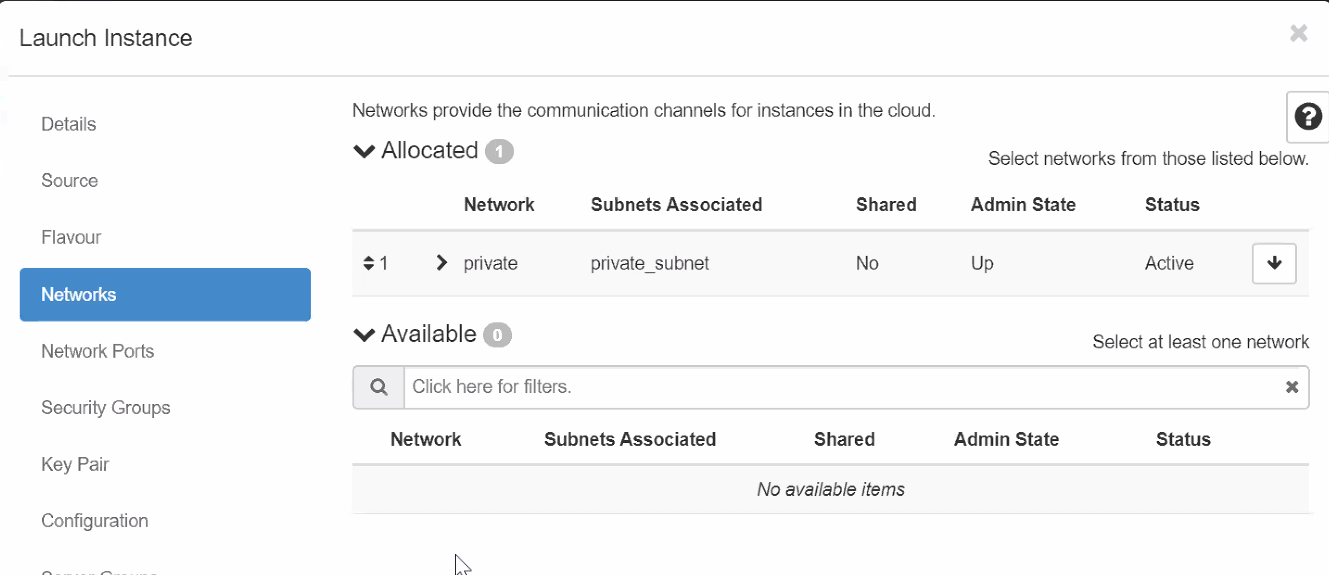 Launch Instance
Details
Source
Flavour
Networks
Network Ports
Security Groups
Key Pair
Configuration
Server Groups
Networks provide the communication channels for instances in the cloud.
Allocated 1
Select networks from those listed below.
Network Subnets Associated Shared Admin State Status
1 private private_subnet No Up Active
Available 0
Select at least one network
Click here for filters.
Network Subnets Associated Shared Admin State Status
No available items